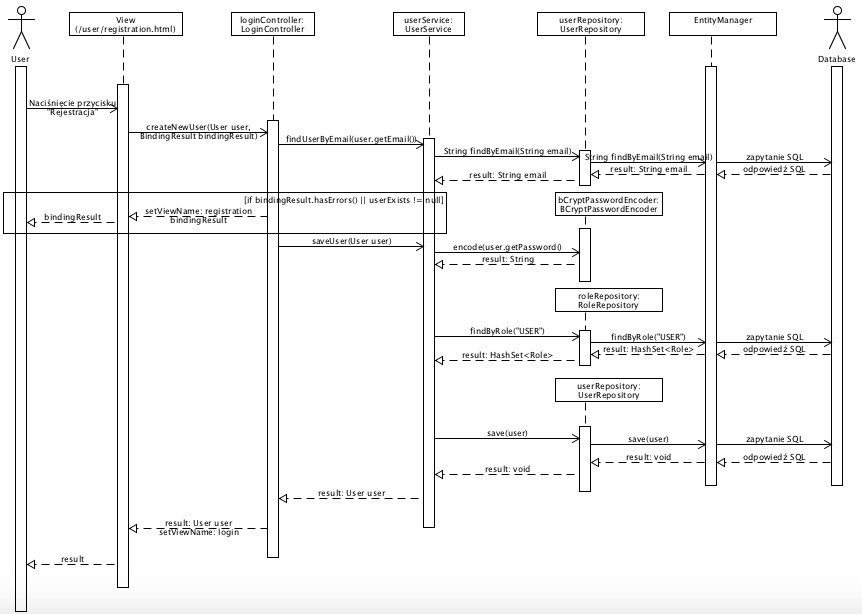 View
(/user/registration.html)
loginController:
LoginController
userService:
UserService
userRepository:
UserRepository
EntityManager
User
Database
Naciśnięcie przycisku
"Rejestracja"
createNewUser(User user,
BindingResult bindingResult)
findUserByEmail(user.getEmail())
String findByEmail(String email)
String findByEmail(String email)
zapytanie SQL
result: String email
result: String email
odpowiedź SQL
[if bindingResult.hasErrors() || userExists != null]
bCryptPasswordEncoder:
BCryptPasswordEncoder
setViewName: registration
bindingResult
bindingResult
saveUser(User user)
encode(user.getPassword()
result: String
roleRepository:
RoleRepository
findByRole("USER")
findByRole("USER")
zapytanie SQL
result: HashSet<Role>
result: HashSet<Role>
odpowiedź SQL
userRepository:
UserRepository
save(user)
save(user)
zapytanie SQL
result: void
result: void
odpowiedź SQL
result: User user
result: User user
setViewName: login
result